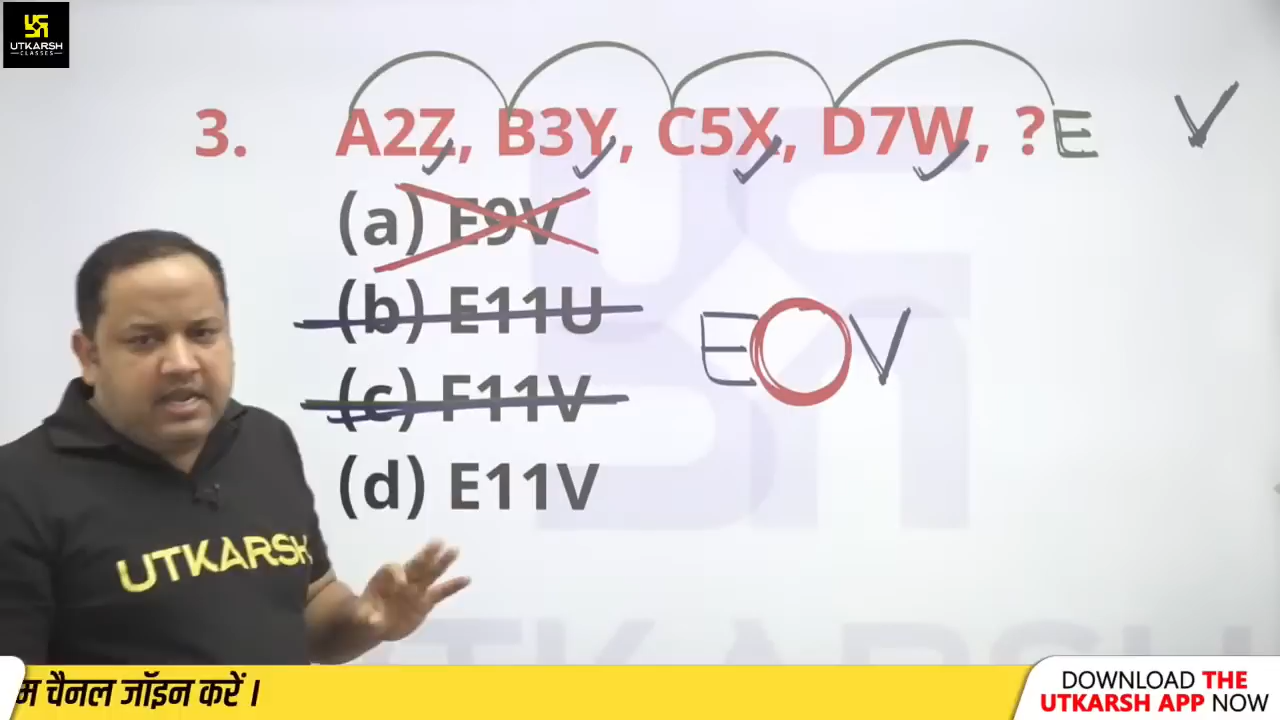 UTKARSH
CLASSES
3. A2Z, B3Y, C5X, D7W, ? E V
(a) E9V
(b) E11U
(c) F11V
(d) E11V
E V
UTKARSH
UTKARSH
चैनल जॉइन करें ।
DOWNLOAD THE
UTKARSH APP NOW